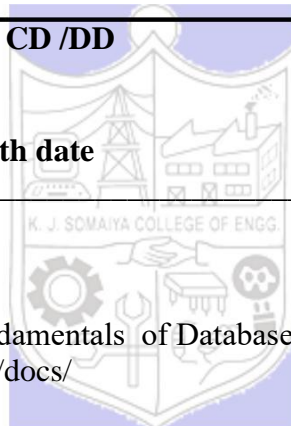 CD /DD
th date
K. J. SOMAIYA COLLEGE OF ENGG.
damentals of Database
/docs/